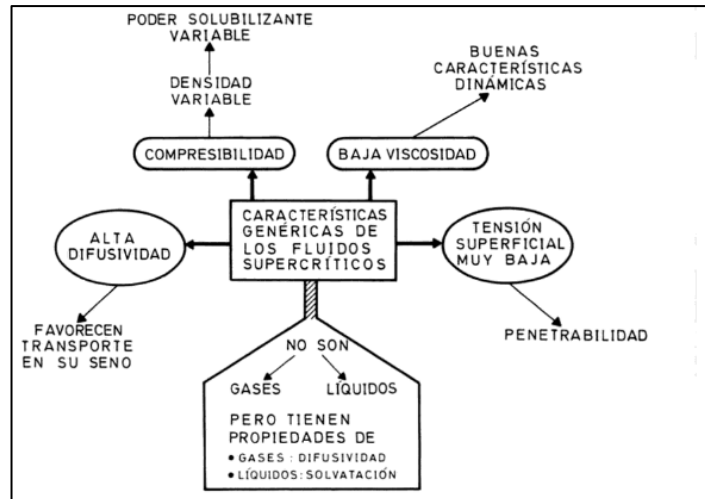 PODER SOLUBILIZANTE
VARIABLE
DENSIDAD
VARIABLE
BUENAS
CARACTERÍSTICAS
DINÁMICAS
COMPRESIBILIDAD
BAJA VISCOSIDAD
CARACTERÍSTICAS
GENÉRICAS DE
LOS FLUIDOS
SUPERCRÍTICOS
ALTA
DIFUSIVIDAD
TENSIÓN
SUPERFICIAL
MUY BAJA
FAVORECEN
TRANSPORTE
EN SU SENO
PENETRABILIDAD
NO SON
GASES
LÍQUIDOS
PERO TIENEN
PROPIEDADES DE
• GASES : DIFUSIVIDAD
• LÍQUIDOS: SOLVATACIÓN